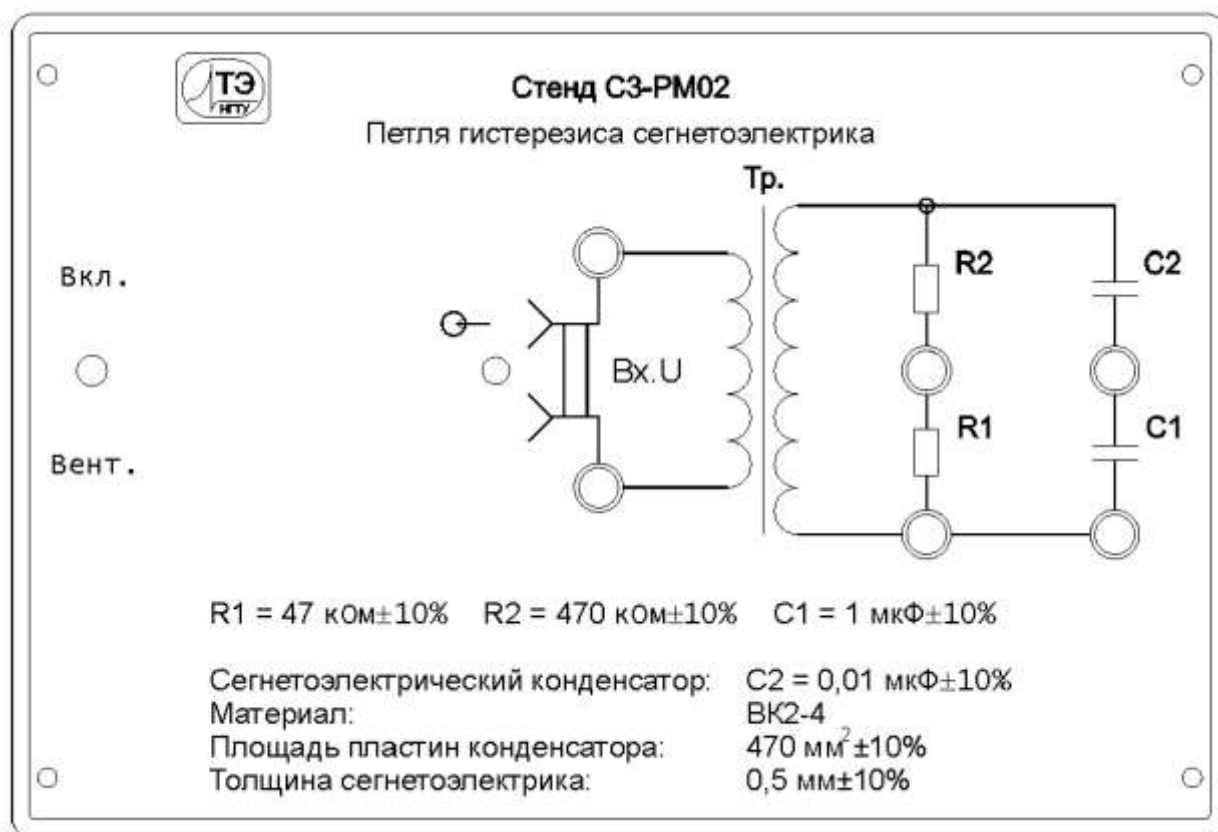 ТЭ
НГТУ
Стенд С3-РМ02
Петля гистерезиса сегнетоэлектрика
Тр.
Вкл.
R2
C2
Вх.U
R1
C1
Вент.
R1 = 47 кОм±10% R2 = 470 кОм±10% C1 = 1 мкФ±10%
Сегнетоэлектрический конденсатор: C2 = 0,01 мкФ±10%
Материал: ВК2-4
Площадь пластин конденсатора: 470 мм²±10%
Толщина сегнетоэлектрика: 0,5 мм±10%